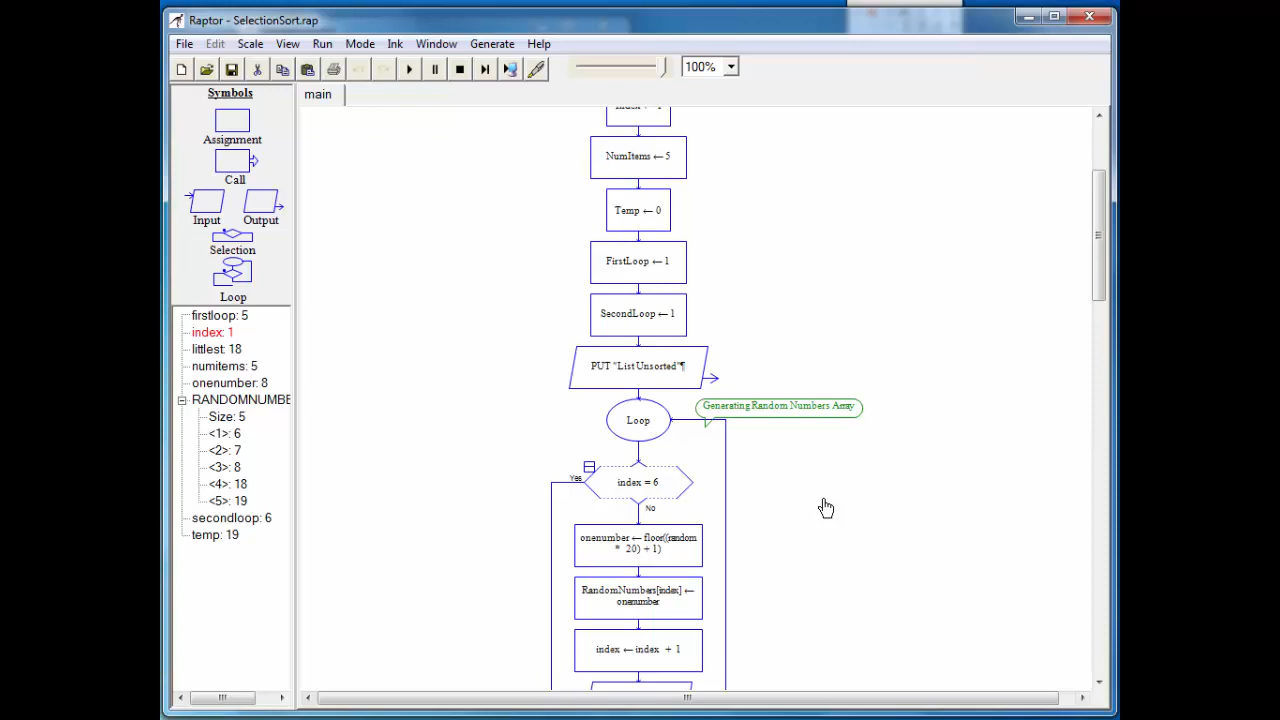 Raptor - SelectionSort.rap
File Edit Scale View Run Mode Ink Window Generate Help
100%
Symbols
main
Assignment
Call
Input Output
Selection
Loop
firstloop: 5
index: 1
littlest: 18
numitems: 5
onenumber: 8
RANDOMNUMBE
Size: 5
<1>: 6
<2>: 7
<3>: 8
<4>: 18
<5>: 19
secondloop: 6
temp: 19
NumItems ← 5
Temp ← 0
FirstLoop ← 1
SecondLoop ← 1
PUT "List Unsorted"¶
Generating Random Numbers Array
Loop
Yes
index = 6
No
onenumber ← floor((random
* 20) + 1)
RandomNumbers[index] ←
onenumber
index ← index + 1